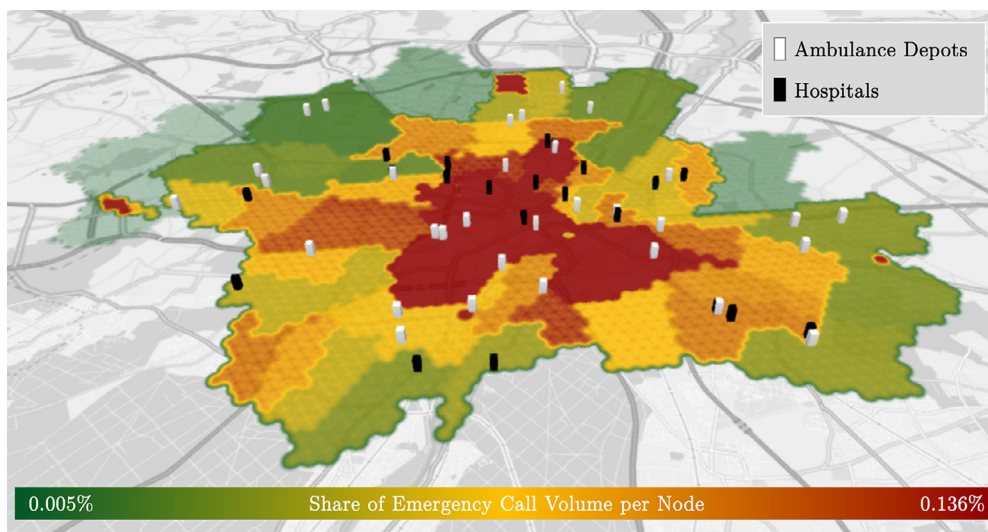 Ambulance Depots
Hospitals
0.005% Share of Emergency Call Volume per Node 0.136%